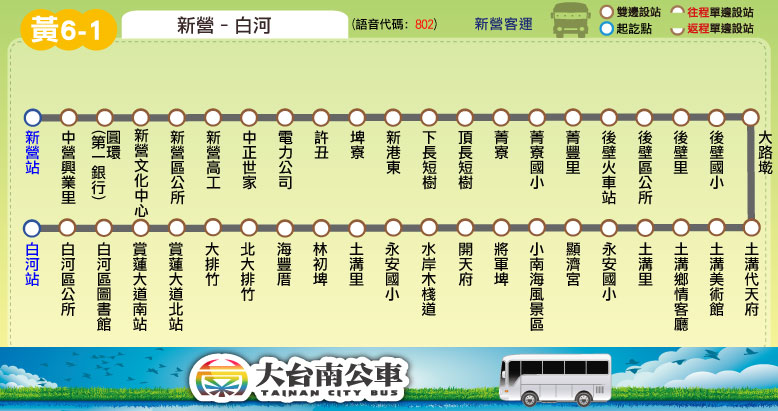 黃6-1
新營 - 白河
(語音代碼: 802)
新營客運
雙邊設站
起訖點
往程單邊設站
返程單邊設站
新營站
中營興業里
圓環
(第一銀行)
新營文化中心
新營區公所
新營高工
中正世家
電力公司
許丑
埤寮
新港東
下長短樹
頂長短樹
菁寮
菁寮國小
菁豐里
後壁火車站
後壁區公所
後壁里
後壁國小
大路墘
土溝代天府
土溝美術館
土溝鄉情客廳
土溝里
永安國小
顯濟宮
小南海風景區
將軍埤
開天府
水岸木棧道
永安國小
土溝里
林初埤
海豐厝
北大排竹
大排竹
賞蓮大道北站
賞蓮大道南站
白河區圖書館
白河區公所
白河站
大台南公車
TAINAN CITY BUS